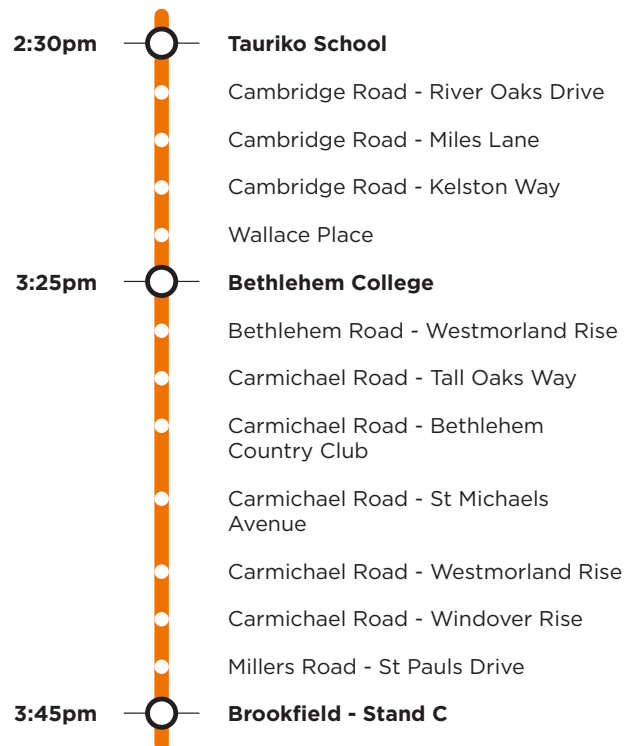 2:30pm Tauriko School
Cambridge Road - River Oaks Drive
Cambridge Road - Miles Lane
Cambridge Road - Kelston Way
Wallace Place
3:25pm Bethlehem College
Bethlehem Road - Westmorland Rise
Carmichael Road - Tall Oaks Way
Carmichael Road - Bethlehem
Country Club
Carmichael Road - St Michaels
Avenue
Carmichael Road - Westmorland Rise
Carmichael Road - Windover Rise
Millers Road - St Pauls Drive
3:45pm Brookfield - Stand C